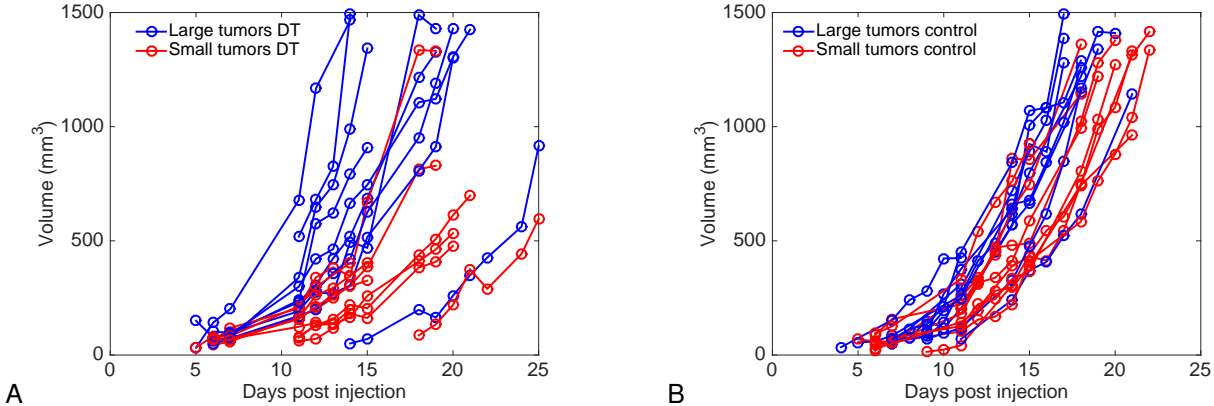 1500
1000
500
0
Volume (mm³)
Large tumors DT
Small tumors DT
0 5 10 15 20 25
Days post injection
A
1500
1000
500
0
Volume (mm³)
Large tumors control
Small tumors control
0 5 10 15 20 25
Days post injection
B